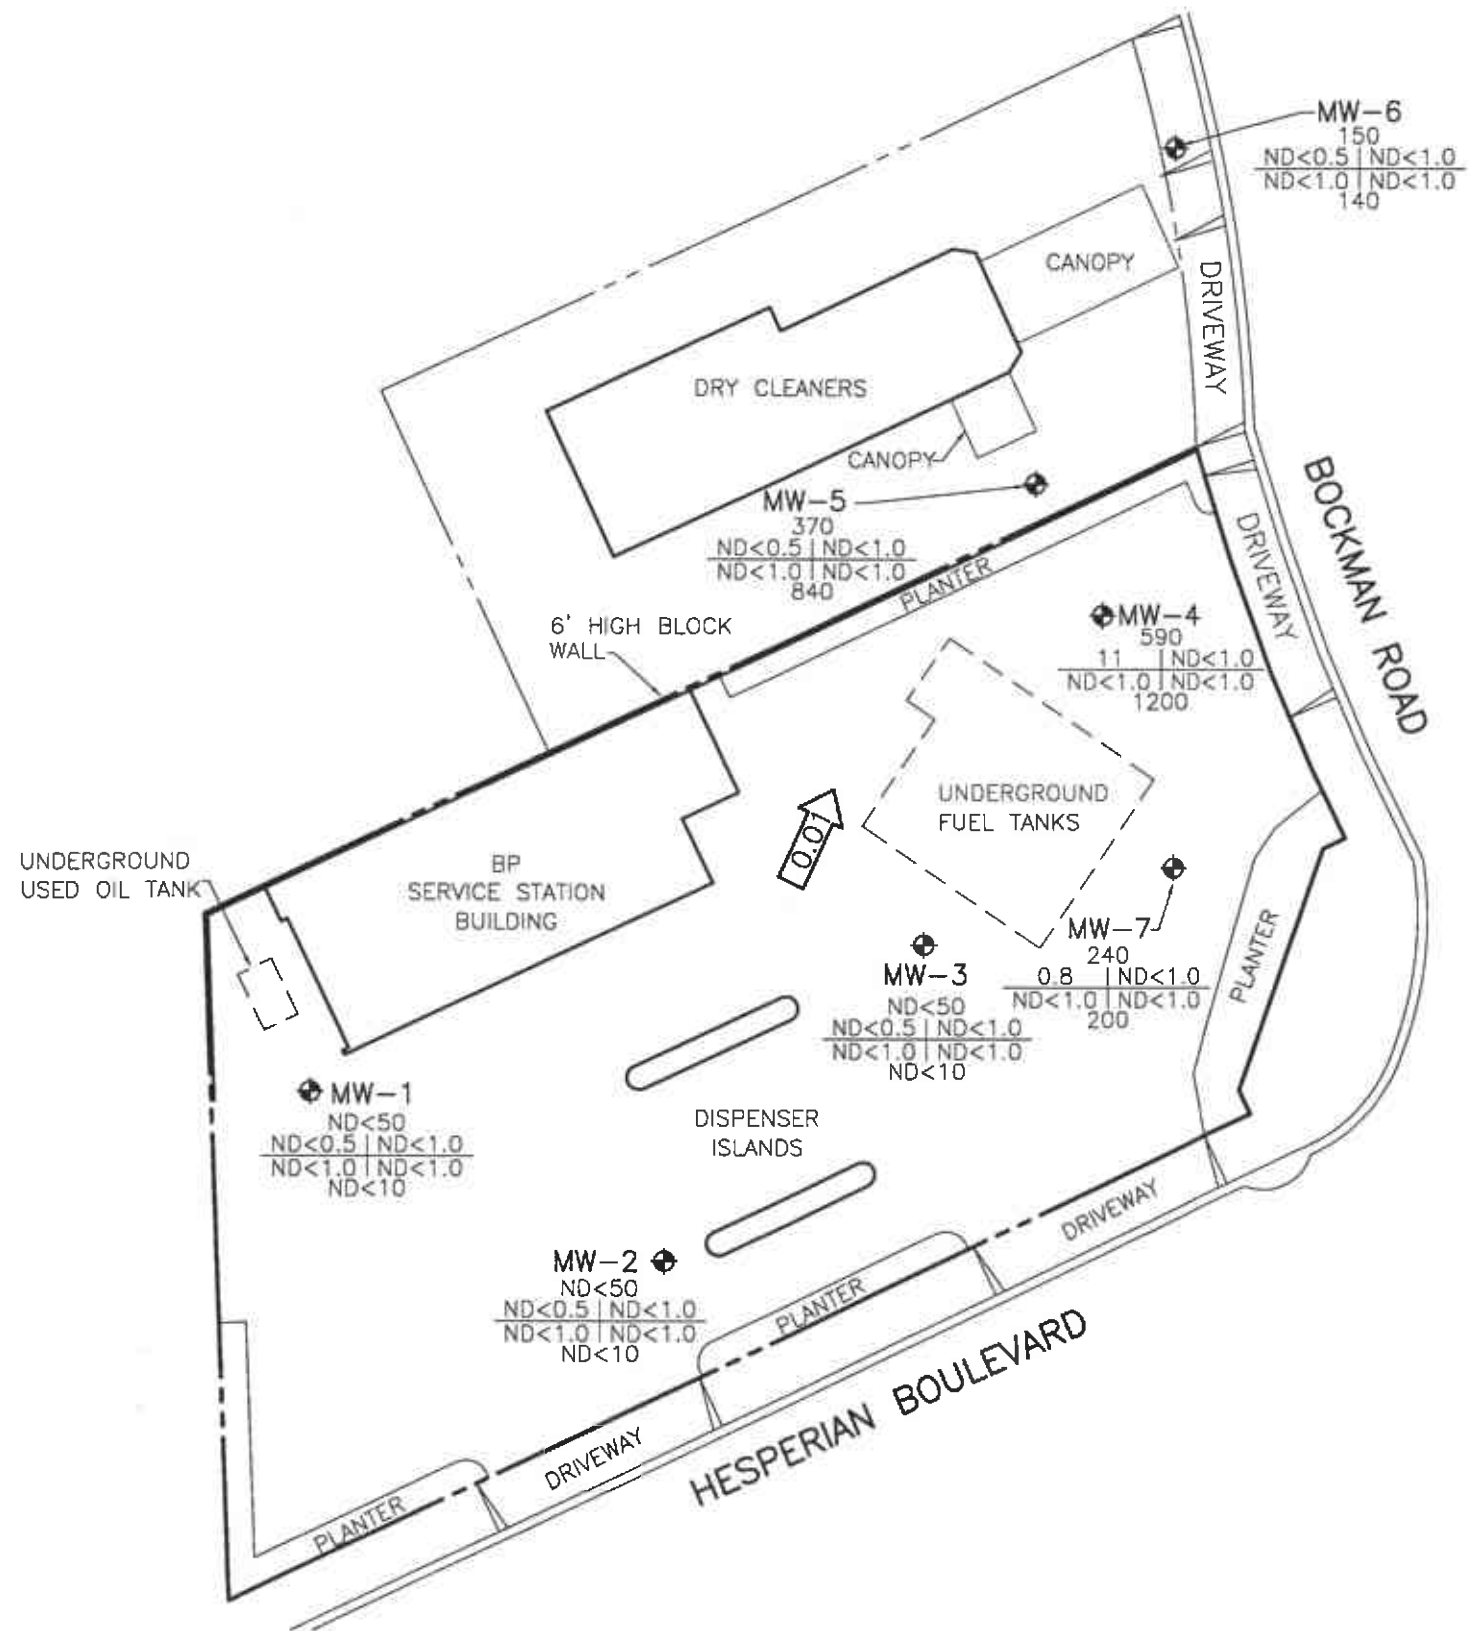 MW-6
150
ND<0.5 | ND<1.0
ND<1.0 | ND<1.0
140
CANOPY
DRIVEWAY
DRY CLEANERS
CANOPY
MW-5
370
ND<0.5 | ND<1.0
ND<1.0 | ND<1.0
840
PLANTER
DRIVEWAY
BOCKMAN ROAD
6' HIGH BLOCK
WALL
MW-4
590
11 | ND<1.0
ND<1.0 | ND<1.0
1200
UNDERGROUND
FUEL TANKS
0.01
UNDERGROUND
USED OIL TANK
BP
SERVICE STATION
BUILDING
MW-7
240
0.8 | ND<1.0
ND<1.0 | ND<1.0
200
PLANTER
MW-3
ND<50
ND<0.5 | ND<1.0
ND<1.0 | ND<1.0
ND<10
MW-1
ND<50
ND<0.5 | ND<1.0
ND<1.0 | ND<1.0
ND<10
DISPENSER
ISLANDS
MW-2
ND<50
ND<0.5 | ND<1.0
ND<1.0 | ND<1.0
ND<10
DRIVEWAY
PLANTER
HESPERIAN BOULEVARD
DRIVEWAY
PLANTER